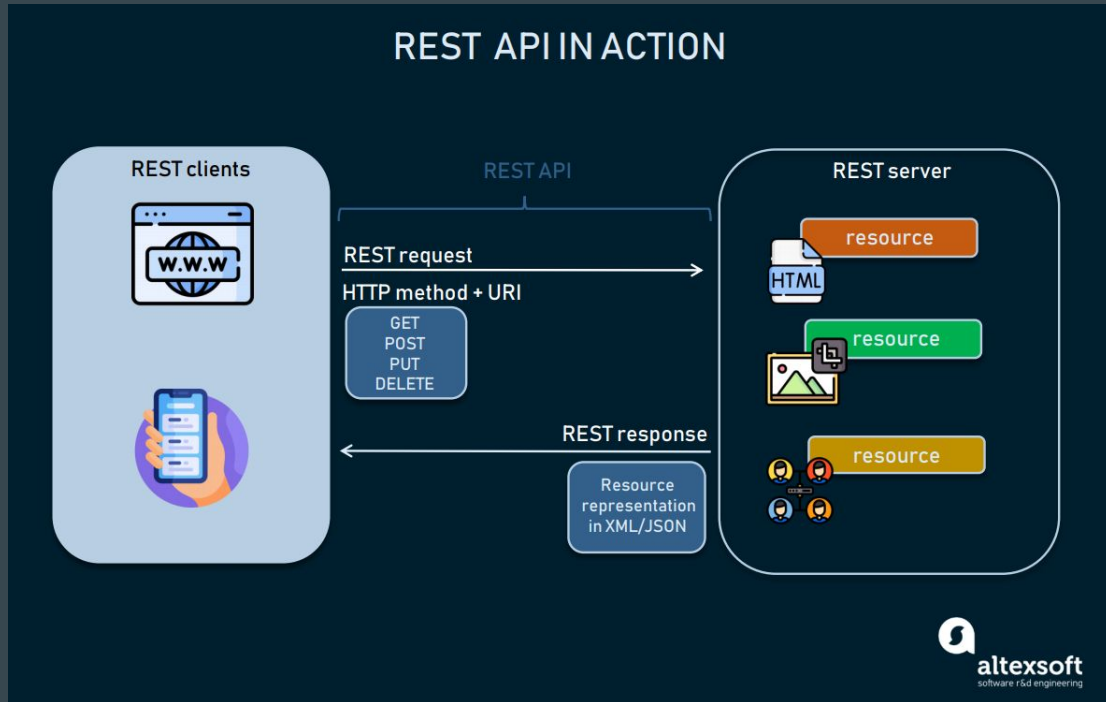 REST API IN ACTION
REST clients
W.W.W
REST API
REST request
HTTP method + URI
GET
POST
PUT
DELETE
REST response
Resource
representation
in XML/JSON
REST server
resource
HTML
resource
resource
altexsoft
software r&d engineering